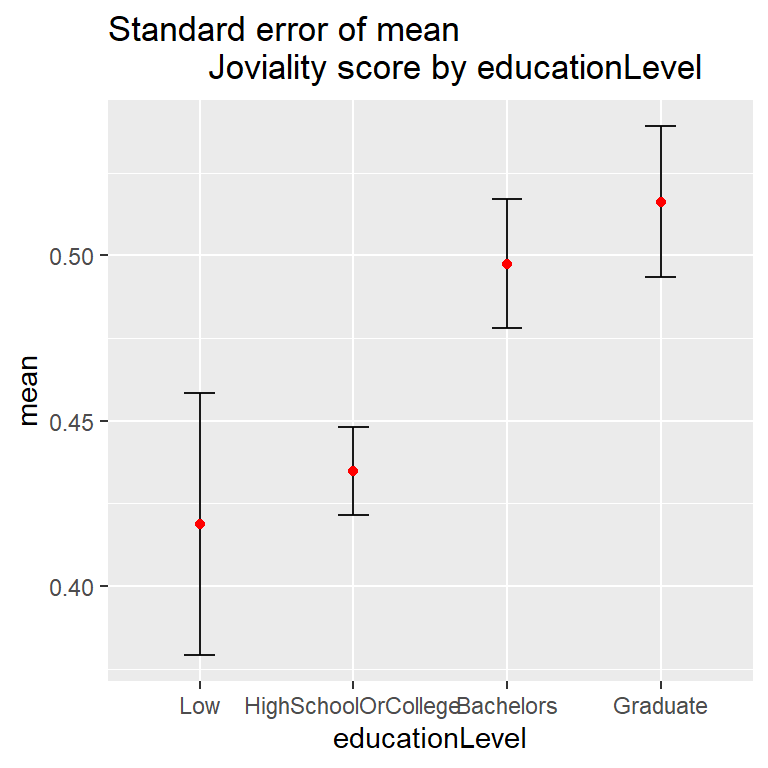 Standard error of mean
Joviality score by educationLevel
mean
0.50
0.45
0.40
Low HighSchoolOrCollege Bachelors Graduate
educationLevel